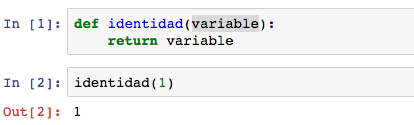 In [1]: def identidad(variable):
return variable
In [2]: identidad(1)
Out[2]: 1